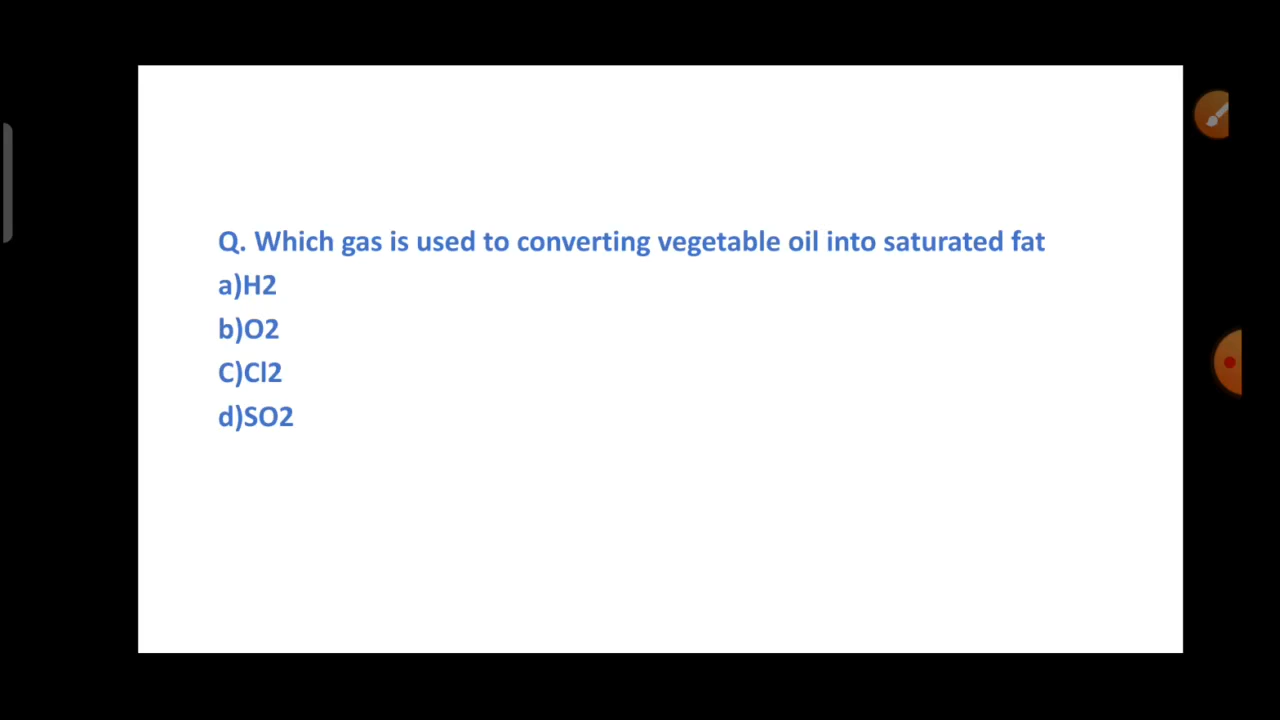 Q. Which gas is used to converting vegetable oil into saturated fat
a)H2
b)O2
C)Cl2
d)SO2